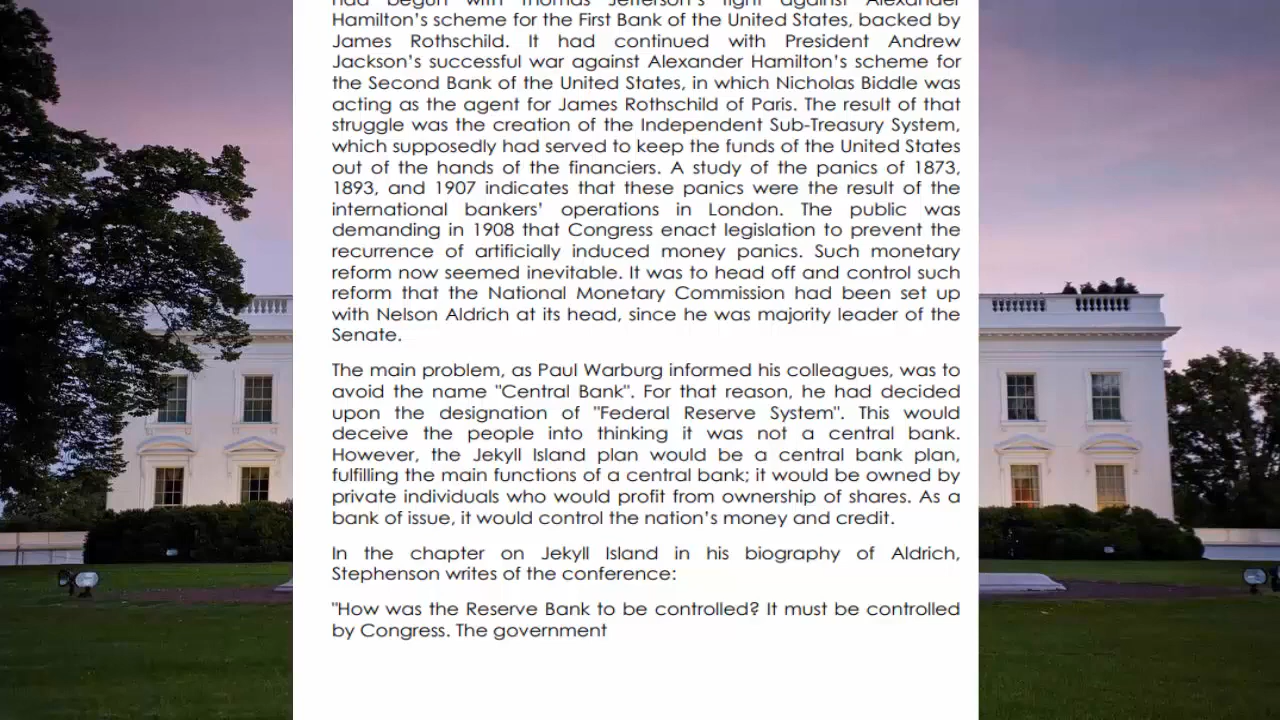 had begun with Thomas Jefferson's fight against Alexander
Hamilton's scheme for the First Bank of the United States, backed by
James Rothschild. It had continued with President Andrew
Jackson's successful war against Alexander Hamilton's scheme for
the Second Bank of the United States, in which Nicholas Biddle was
acting as the agent for James Rothschild of Paris. The result of that
struggle was the creation of the Independent Sub-Treasury System,
which supposedly had served to keep the funds of the United States
out of the hands of the financiers. A study of the panics of 1873,
1893, and 1907 indicates that these panics were the result of the
international bankers' operations in London. The public was
demanding in 1908 that Congress enact legislation to prevent the
recurrence of artificially induced money panics. Such monetary
reform now seemed inevitable. It was to head off and control such
reform that the National Monetary Commission had been set up
with Nelson Aldrich at its head, since he was majority leader of the
Senate.
The main problem, as Paul Warburg informed his colleagues, was to
avoid the name "Central Bank". For that reason, he had decided
upon the designation of "Federal Reserve System". This would
deceive the people into thinking it was not a central bank.
However, the Jekyll Island plan would be a central bank plan,
fulfilling the main functions of a central bank; it would be owned by
private individuals who would profit from ownership of shares. As a
bank of issue, it would control the nation's money and credit.
In the chapter on Jekyll Island in his biography of Aldrich,
Stephenson writes of the conference:
"How was the Reserve Bank to be controlled? It must be controlled
by Congress. The government